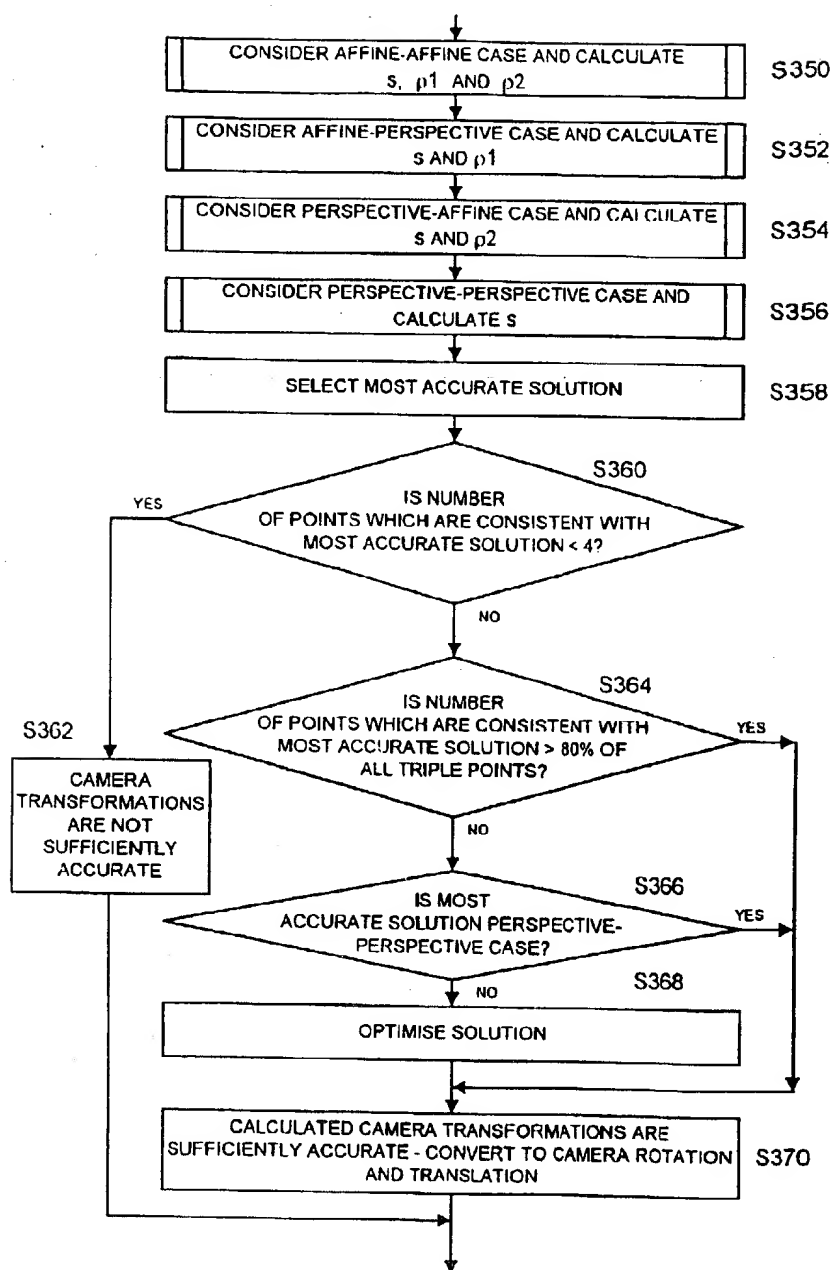 CONSIDER AFFINE-AFFINE CASE AND CALCULATE
s, ρ1 AND ρ2
S350
CONSIDER AFFINE-PERSPECTIVE CASE AND CALCULATE
s AND ρ1
S352
CONSIDER PERSPECTIVE-AFFINE CASE AND CALCULATE
s AND ρ2
S354
CONSIDER PERSPECTIVE-PERSPECTIVE CASE AND
CALCULATE s
S356
SELECT MOST ACCURATE SOLUTION
S358
S360
YES
IS NUMBER
OF POINTS WHICH ARE CONSISTENT WITH
MOST ACCURATE SOLUTION < 4?
NO
S364
IS NUMBER
OF POINTS WHICH ARE CONSISTENT WITH
MOST ACCURATE SOLUTION > 80% OF
ALL TRIPLE POINTS?
YES
S362
CAMERA
TRANSFORMATIONS
ARE NOT
SUFFICIENTLY
ACCURATE
NO
S366
IS MOST
ACCURATE SOLUTION PERSPECTIVE-
PERSPECTIVE CASE?
YES
NO
S368
OPTIMISE SOLUTION
CALCULATED CAMERA TRANSFORMATIONS ARE
SUFFICIENTLY ACCURATE - CONVERT TO CAMERA ROTATION
AND TRANSLATION
S370